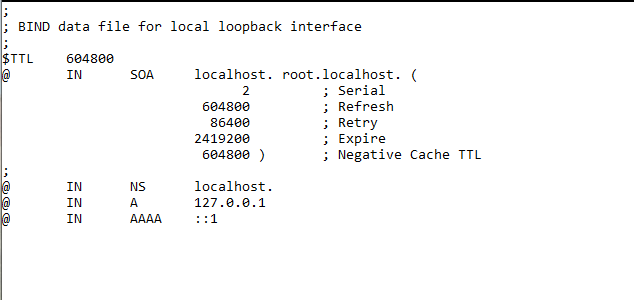 ;
; BIND data file for local loopback interface
;
$TTL    604800
@       IN      SOA     localhost. root.localhost. (
                              2         ; Serial
                         604800         ; Refresh
                          86400         ; Retry
                        2419200         ; Expire
                         604800 )       ; Negative Cache TTL
;
@       IN      NS      localhost.
@       IN      A       127.0.0.1
@       IN      AAAA    ::1